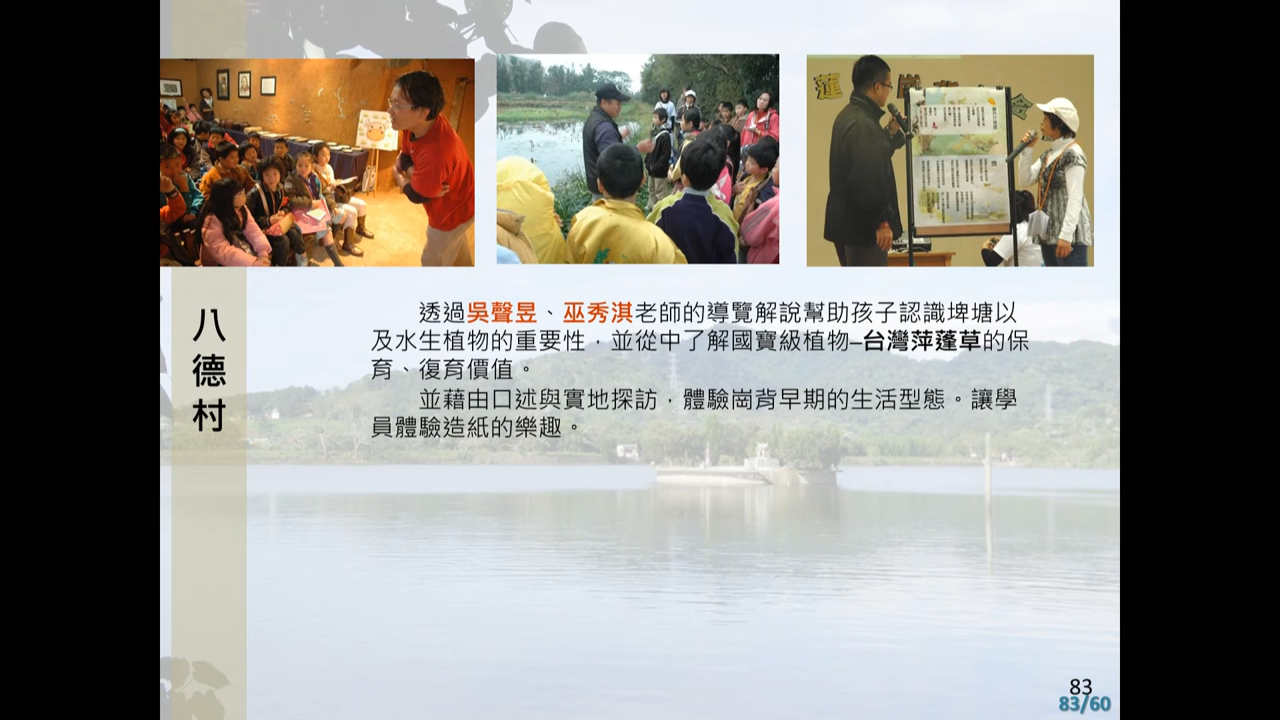 蓮
八德村
透過吳聲昱、巫秀淇老師的導覽解說幫助孩子認識埤塘以
及水生植物的重要性，並從中了解國寶級植物–台灣萍蓬草的保
育、復育價值。
並藉由口述與實地探訪，體驗崗背早期的生活型態。讓學
員體驗造紙的樂趣。
83
83/60